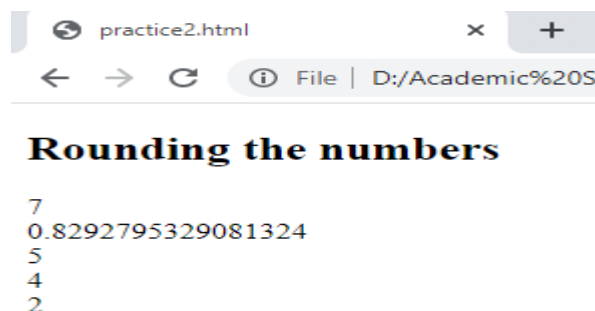 practice2.html
File | D:/Academic%20S
Rounding the numbers
7
0.8292795329081324
5
4
2